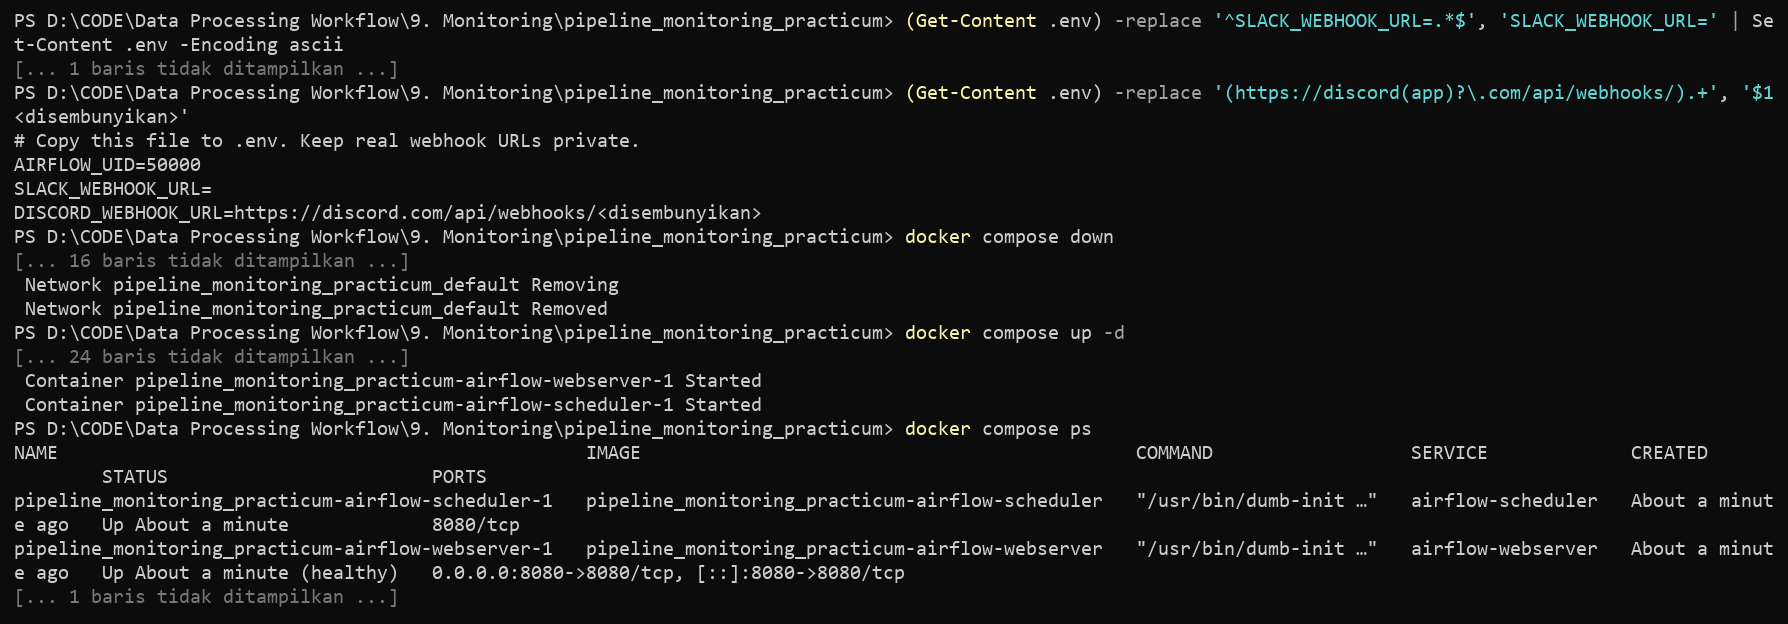 PS D:\CODE\Data Processing Workflow\9. Monitoring\pipeline_monitoring_practicum> (Get-Content .env) -replace '^SLACK_WEBHOOK_URL=.*$', 'SLACK_WEBHOOK_URL=' | Se
t-Content .env -Encoding ascii
[... 1 baris tidak ditampilkan ...]
PS D:\CODE\Data Processing Workflow\9. Monitoring\pipeline_monitoring_practicum> (Get-Content .env) -replace '(https://discord(app)?\.com/api/webhooks/).+', '$1
<disembunyikan>'
# Copy this file to .env. Keep real webhook URLs private.
AIRFLOW_UID=50000
SLACK_WEBHOOK_URL=
DISCORD_WEBHOOK_URL=https://discord.com/api/webhooks/<disembunyikan>
PS D:\CODE\Data Processing Workflow\9. Monitoring\pipeline_monitoring_practicum> docker compose down
[... 16 baris tidak ditampilkan ...]
 Network pipeline_monitoring_practicum_default Removing
 Network pipeline_monitoring_practicum_default Removed
PS D:\CODE\Data Processing Workflow\9. Monitoring\pipeline_monitoring_practicum> docker compose up -d
[... 24 baris tidak ditampilkan ...]
 Container pipeline_monitoring_practicum-airflow-webserver-1 Started
 Container pipeline_monitoring_practicum-airflow-scheduler-1 Started
PS D:\CODE\Data Processing Workflow\9. Monitoring\pipeline_monitoring_practicum> docker compose ps
NAME                                                IMAGE                                             COMMAND                  SERVICE             CREATED
        STATUS                        PORTS
pipeline_monitoring_practicum-airflow-scheduler-1   pipeline_monitoring_practicum-airflow-scheduler   "/usr/bin/dumb-init …"   airflow-scheduler   About a minut
e ago   Up About a minute             8080/tcp
pipeline_monitoring_practicum-airflow-webserver-1   pipeline_monitoring_practicum-airflow-webserver   "/usr/bin/dumb-init …"   airflow-webserver   About a minut
e ago   Up About a minute (healthy)   0.0.0.0:8080->8080/tcp, [::]:8080->8080/tcp
[... 1 baris tidak ditampilkan ...]